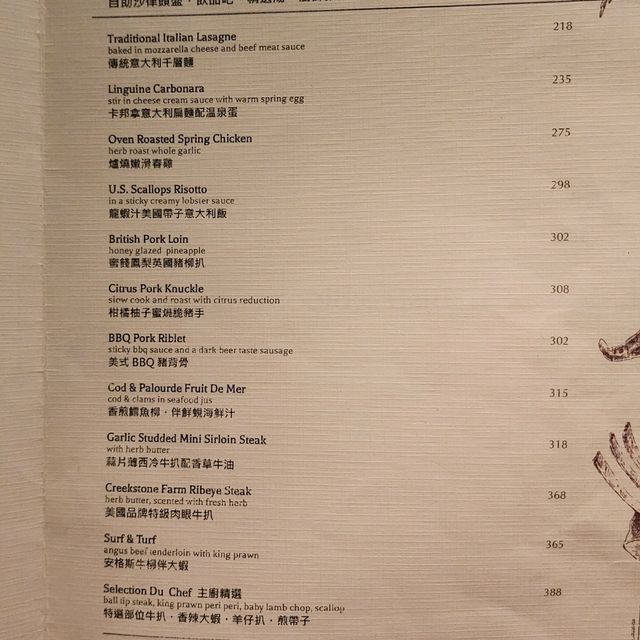 自助沙律頭盤，飲品吧
Traditional Italian Lasagne 218
baked in mozzarella cheese and beef meat sauce
傳統意大利千層麵
Linguine Carbonara 235
stir in cheese cream sauce with warm spring egg
卡邦拿意大利扁麵配溫泉蛋
Oven Roasted Spring Chicken 275
herb roast whole garlic
爐燒嫩滑春雞
U.S. Scallops Risotto 298
in a sticky creamy lobster sauce
龍蝦汁美國帶子意大利飯
British Pork Loin 302
honey glazed pineapple
蜜餞鳳梨英國豬柳扒
Citrus Pork Knuckle 308
slow cook and roast with citrus reduction
柑橘柚子蜜燒脆豬手
BBQ Pork Riblet 302
sticky bbq sauce and a dark beer taste sausage
美式 BBQ 豬背骨
Cod & Palourde Fruit De Mer 315
cod & clams in seafood jus
香煎鱈魚柳．伴鮮蜆海鮮汁
Garlic Studded Mini Sirloin Steak 318
with herb butter
蒜片薄西冷牛扒配香草牛油
Creekstone Farm Ribeye Steak 368
herb butter, scented with fresh herb
美國品牌特級肉眼牛扒
Surf & Turf 365
angus beef tenderloin with king prawn
安格斯牛柳伴大蝦
Selection Du Chef 主廚精選 388
ball tip steak, king prawn peri peri, baby lamb chop, scallop
特選部位牛扒．香辣大蝦．羊仔扒．煎帶子